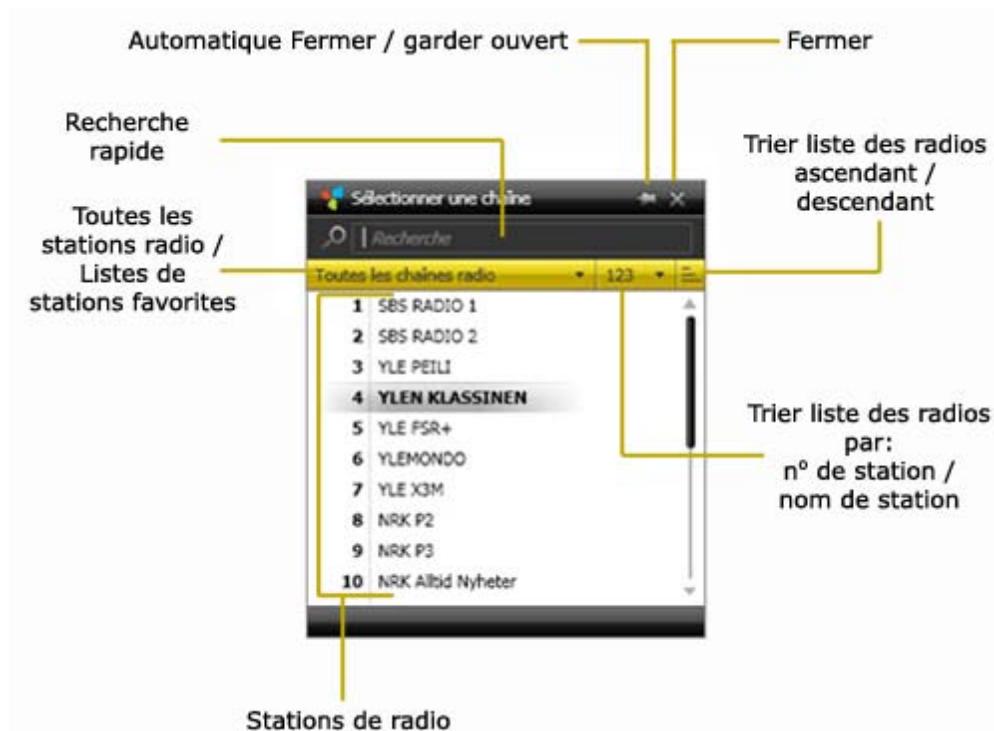 Automatique Fermer / garder ouvert
Fermer
Recherche
rapide
Trier liste des radios
ascendant /
descendant
Toutes les
stations radio /
Listes de
stations favorites
Sélectionner une chaîne
Recherche
Toutes les chaînes radio
123
1 SBS RADIO 1
2 SBS RADIO 2
3 YLE PEILI
4 YLEN KLASSINEN
5 YLE FSR+
6 YLEMONDO
7 YLE X3M
8 NRK P2
9 NRK P3
10 NRK Alltid Nyheter
Trier liste des radios
par:
n° de station /
nom de station
Stations de radio